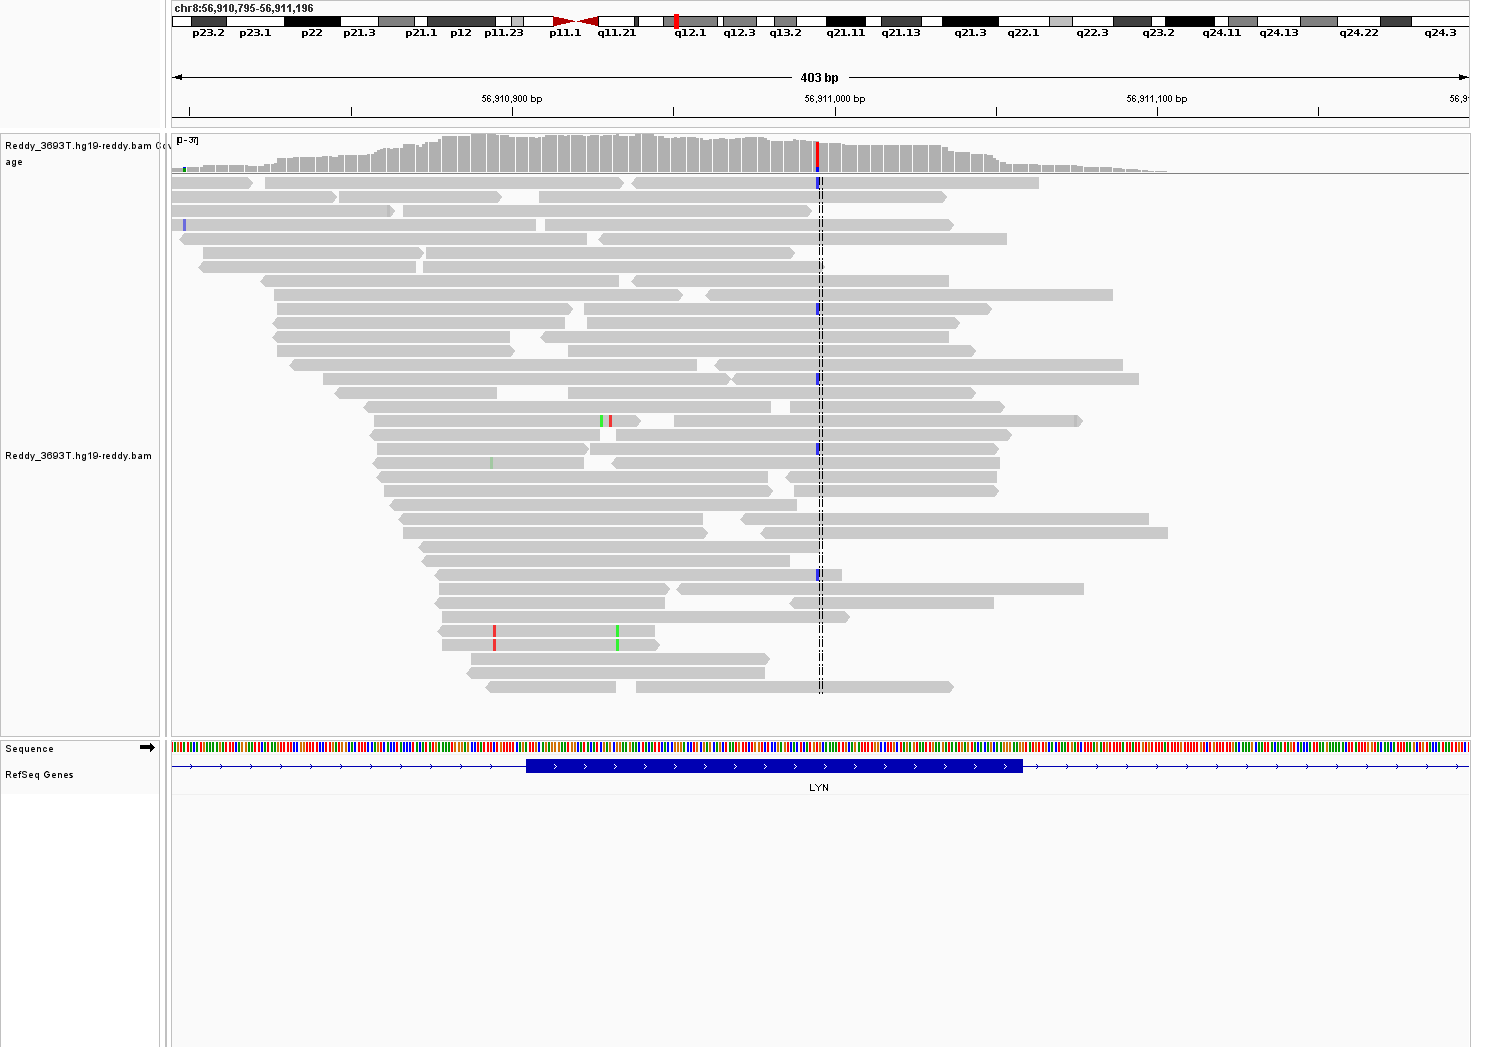 chr8:56,910,795-56,911,196
p23.2 p23.1 p22 p21.3 p21.1 p12 p11.23 p11.1 q11.21 q12.1 q12.3 q13.2 q21.11 q21.13 q21.3 q22.1 q22.3 q23.2 q24.11 q24.13 q24.22 q24.3
403 bp
56,910,900 bp 56,911,000 bp 56,911,100 bp 56,9
Reddy_3693T.hg19-reddy.bam Cov
age
[0-37]
Reddy_3693T.hg19-reddy.bam
Sequence
RefSeq Genes
LYN